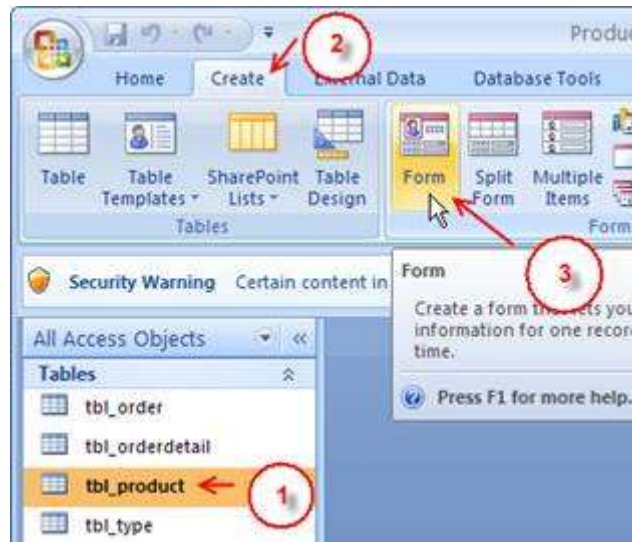 Produc
2
Home Create External Data Database Tools
Table Table Templates SharePoint Lists Table Design Form Split Form Multiple Items
Tables Form
Security Warning Certain content in
Form
3
Create a form that lets you
information for one recor
time.
Press F1 for more help.
All Access Objects
Tables
tbl_order
tbl_orderdetail
tbl_product
1
tbl_type